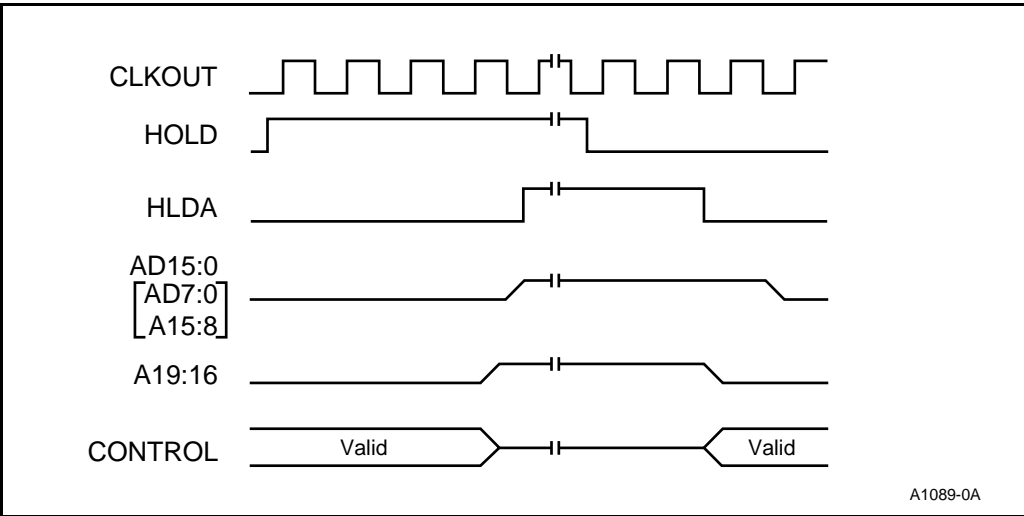 CLKOUT
HOLD
HLDA
AD15:0
AD7:0
A15:8
A19:16
CONTROL
Valid
Valid
A1089-0A